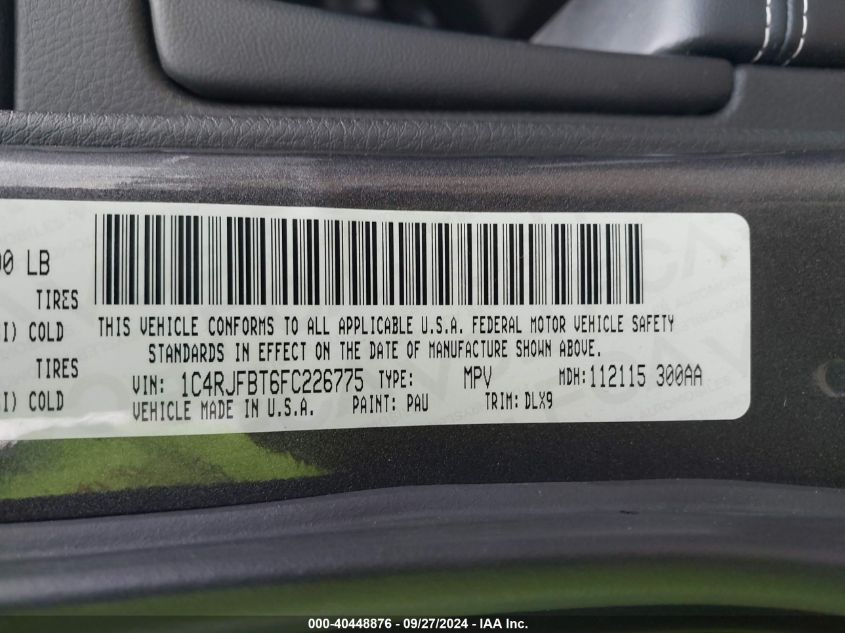 00 LB
TIRES
THIS VEHICLE CONFORMS TO ALL APPLICABLE U.S.A. FEDERAL MOTOR VEHICLE SAFETY
I) COLD
STANDARDS IN EFFECT ON THE DATE OF MANUFACTURE SHOWN ABOVE.
TIRES
VIN: 1C4RJFBT6FC226775 TYPE: MPV MDH:112115 300AA
I) COLD
VEHICLE MADE IN U.S.A. PAINT: PAU TRIM: DLX9
000-40448876 - 09/27/2024 - IAA Inc.